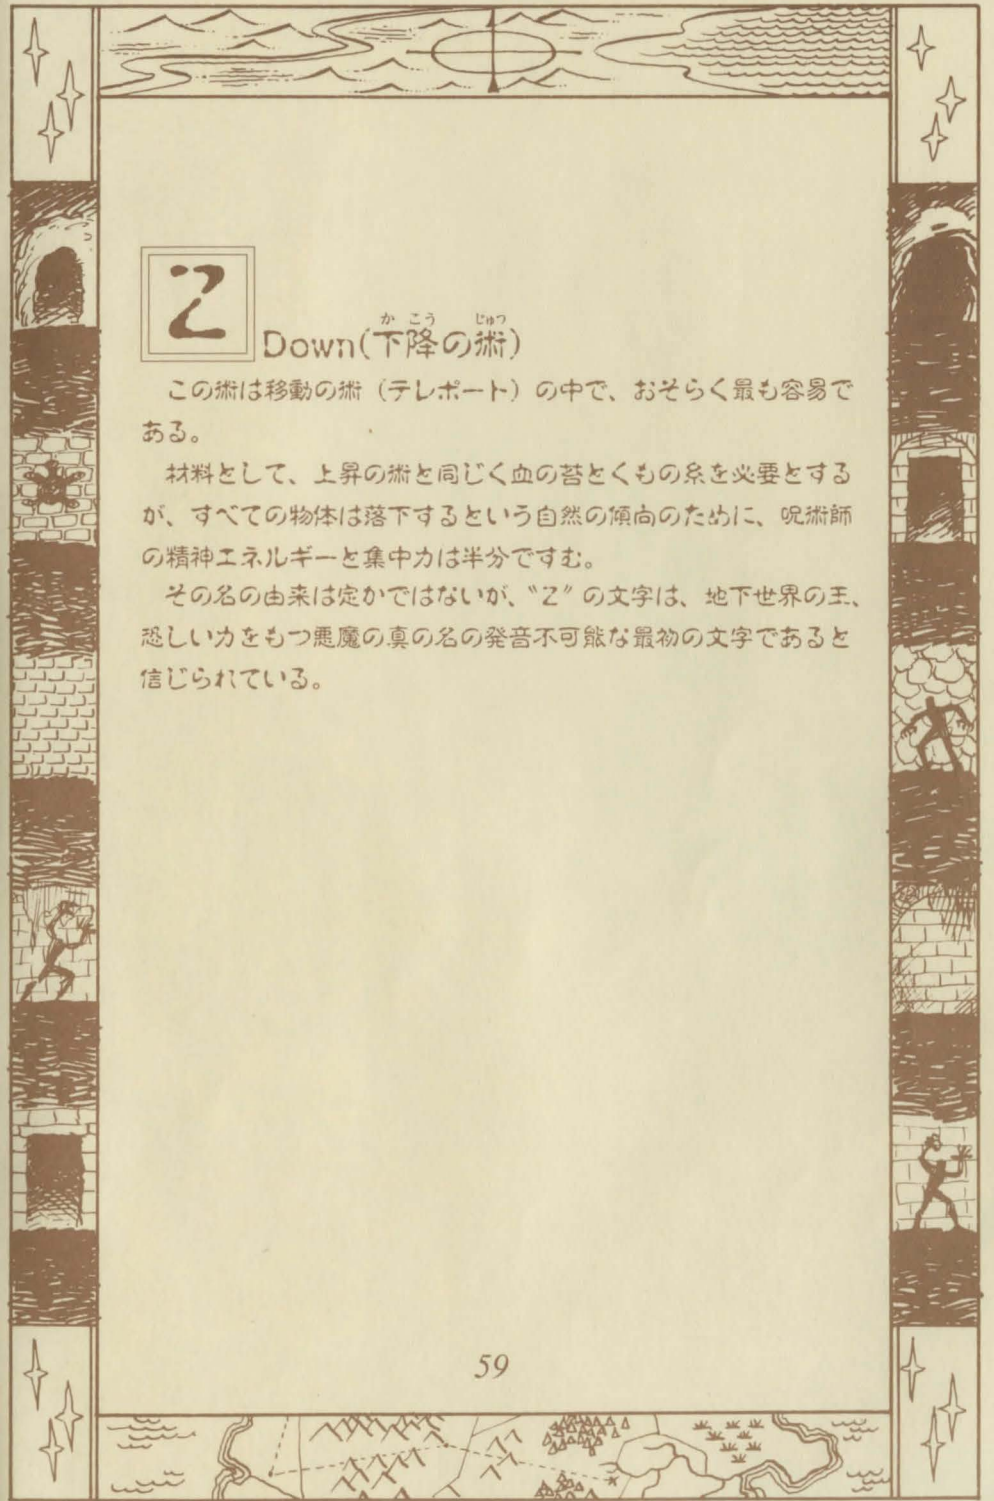 Z
Down(下降の術)
この術は移動の術（テレポート）の中で、おそらく最も容易で
ある。
材料として、上昇の術と同じく血の苔とくもの糸を必要とする
が、すべての物体は落下するという自然の傾向のために、呪術師
の精神エネルギーと集中力は半分ですむ。
その名の由来は定かではないが、〝Z〟の文字は、地下世界の王、
恐しい力をもつ悪魔の真の名の発音不可能な最初の文字であると
信じられている。
59